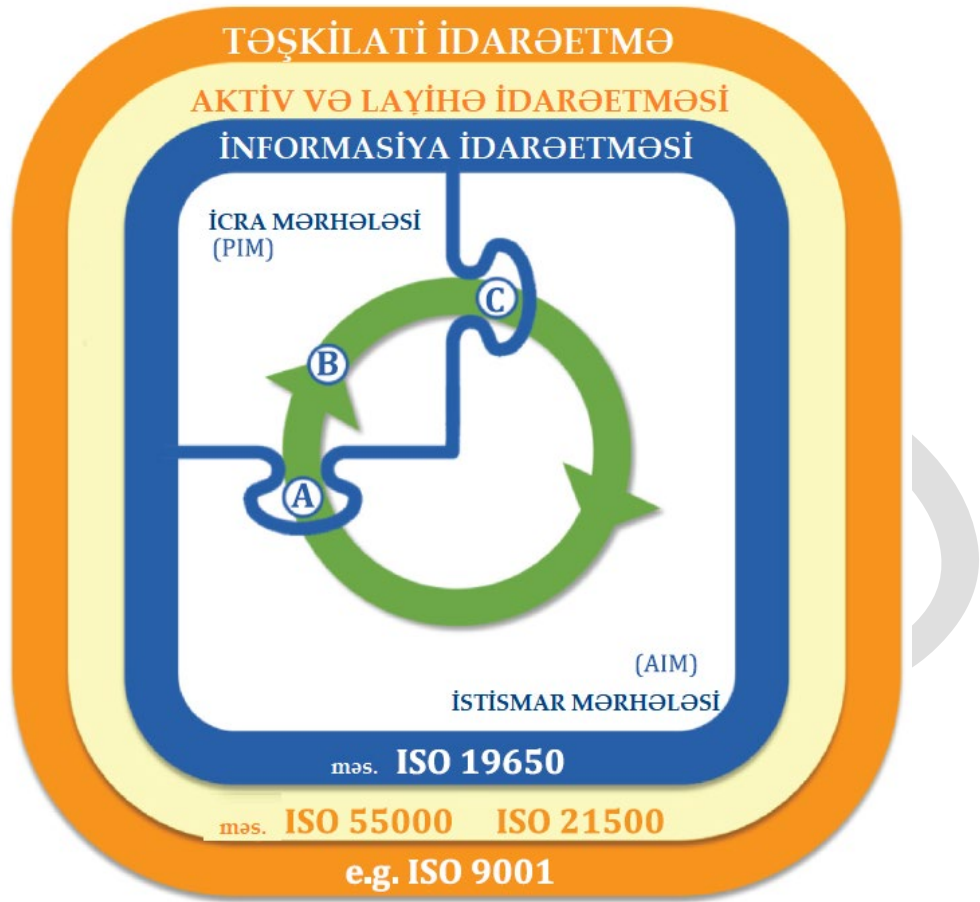 TƏŞKİLATİ İDARƏETMƏ
AKTİV VƏ LAYİHƏ İDARƏETMƏSİ
İNFORMASİYA İDARƏETMƏSİ
İCRA MƏRHƏLƏSİ
(PIM)
C
B
A
(AIM)
İSTİSMAR MƏRHƏLƏSİ
məs. ISO 19650
məs. ISO 55000 ISO 21500
e.g. ISO 9001